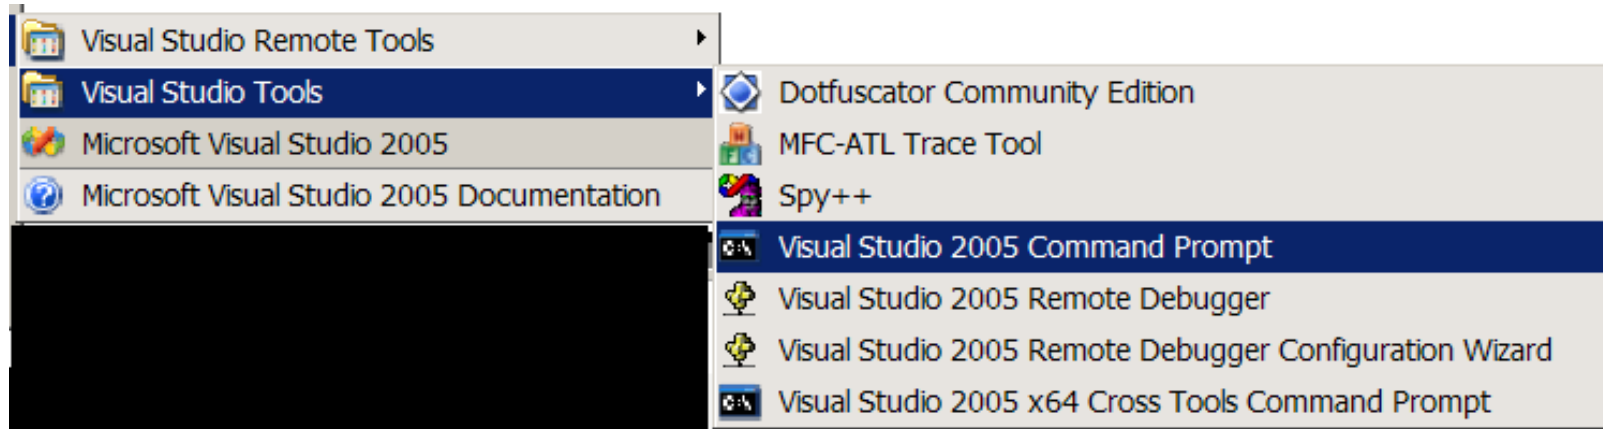 Visual Studio Remote Tools
Visual Studio Tools
Microsoft Visual Studio 2005
Microsoft Visual Studio 2005 Documentation
Dotfuscator Community Edition
MFC-ATL Trace Tool
Spy++
Visual Studio 2005 Command Prompt
Visual Studio 2005 Remote Debugger
Visual Studio 2005 Remote Debugger Configuration Wizard
Visual Studio 2005 x64 Cross Tools Command Prompt